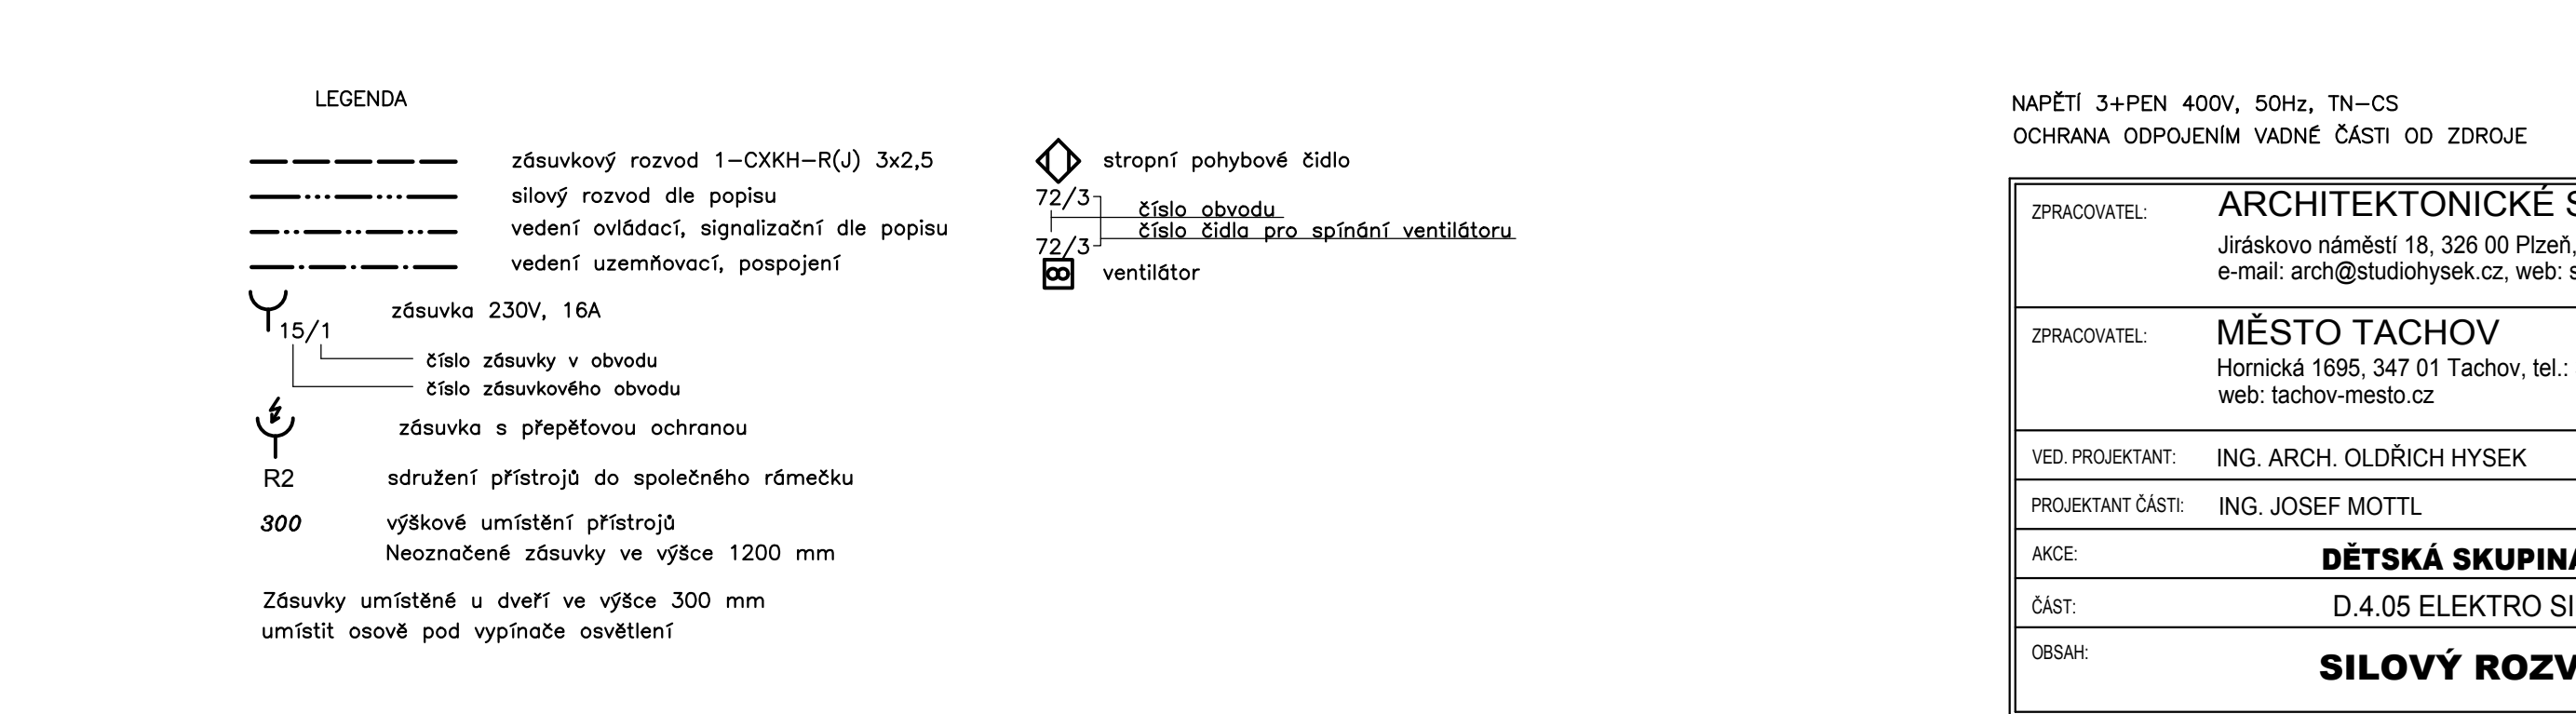 LEGENDA
zásuvkový rozvod 1-CXKH-R(J) 3x2,5
silový rozvod dle popisu
vedení ovládací, signalizační dle popisu
vedení uzemňovací, pospojení
zásuvka 230V, 16A
15/1
číslo zásuvky v obvodu
číslo zásuvkového obvodu
zásuvka s přepěťovou ochranou
R2 sdružení přístrojů do společného rámečku
300 výškové umístění přístrojů
Neoznačené zásuvky ve výšce 1200 mm
Zásuvky umístěné u dveří ve výšce 300 mm
umístit osově pod vypínače osvětlení
stropní pohybové čidlo
72/3
číslo obvodu
číslo čidla pro spínání ventilátoru
72/3
ventilátor
NAPĚTÍ 3+PEN 400V, 50Hz, TN-CS
OCHRANA ODPOJENÍM VADNÉ ČÁSTI OD ZDROJE
ZPRACOVATEL: ARCHITEKTONICKÉ
Jiráskovo náměstí 18, 326 00 Plzeň,
e-mail: arch@studiohysek.cz, web:
ZPRACOVATEL: MĚSTO TACHOV
Hornická 1695, 347 01 Tachov, tel.:
web: tachov-mesto.cz
VED. PROJEKTANT: ING. ARCH. OLDŘICH HYSEK
PROJEKTANT ČÁSTI: ING. JOSEF MOTTL
AKCE: DĚTSKÁ SKUPINA
ČÁST: D.4.05 ELEKTRO SI
OBSAH: SILOVÝ ROZV